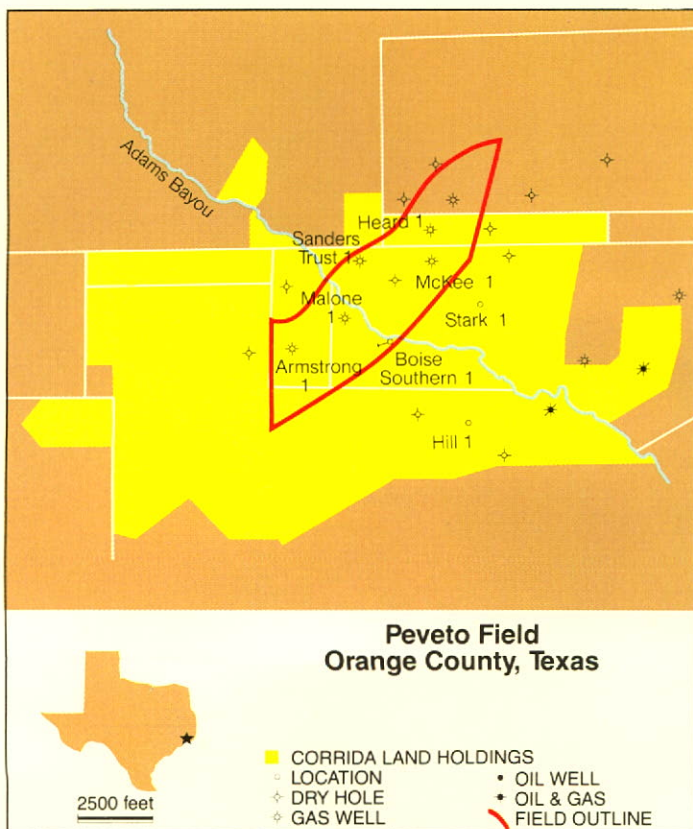 Adams Bayou
Heard 1
Sanders
Trust 1
McKee 1
Malone
1
Stark 1
Boise
Southern 1
Armstrong
1
Hill 1
Peveto Field
Orange County, Texas
CORRIDA LAND HOLDINGS
LOCATION
OIL WELL
DRY HOLE
OIL & GAS
GAS WELL
FIELD OUTLINE
2500 feet